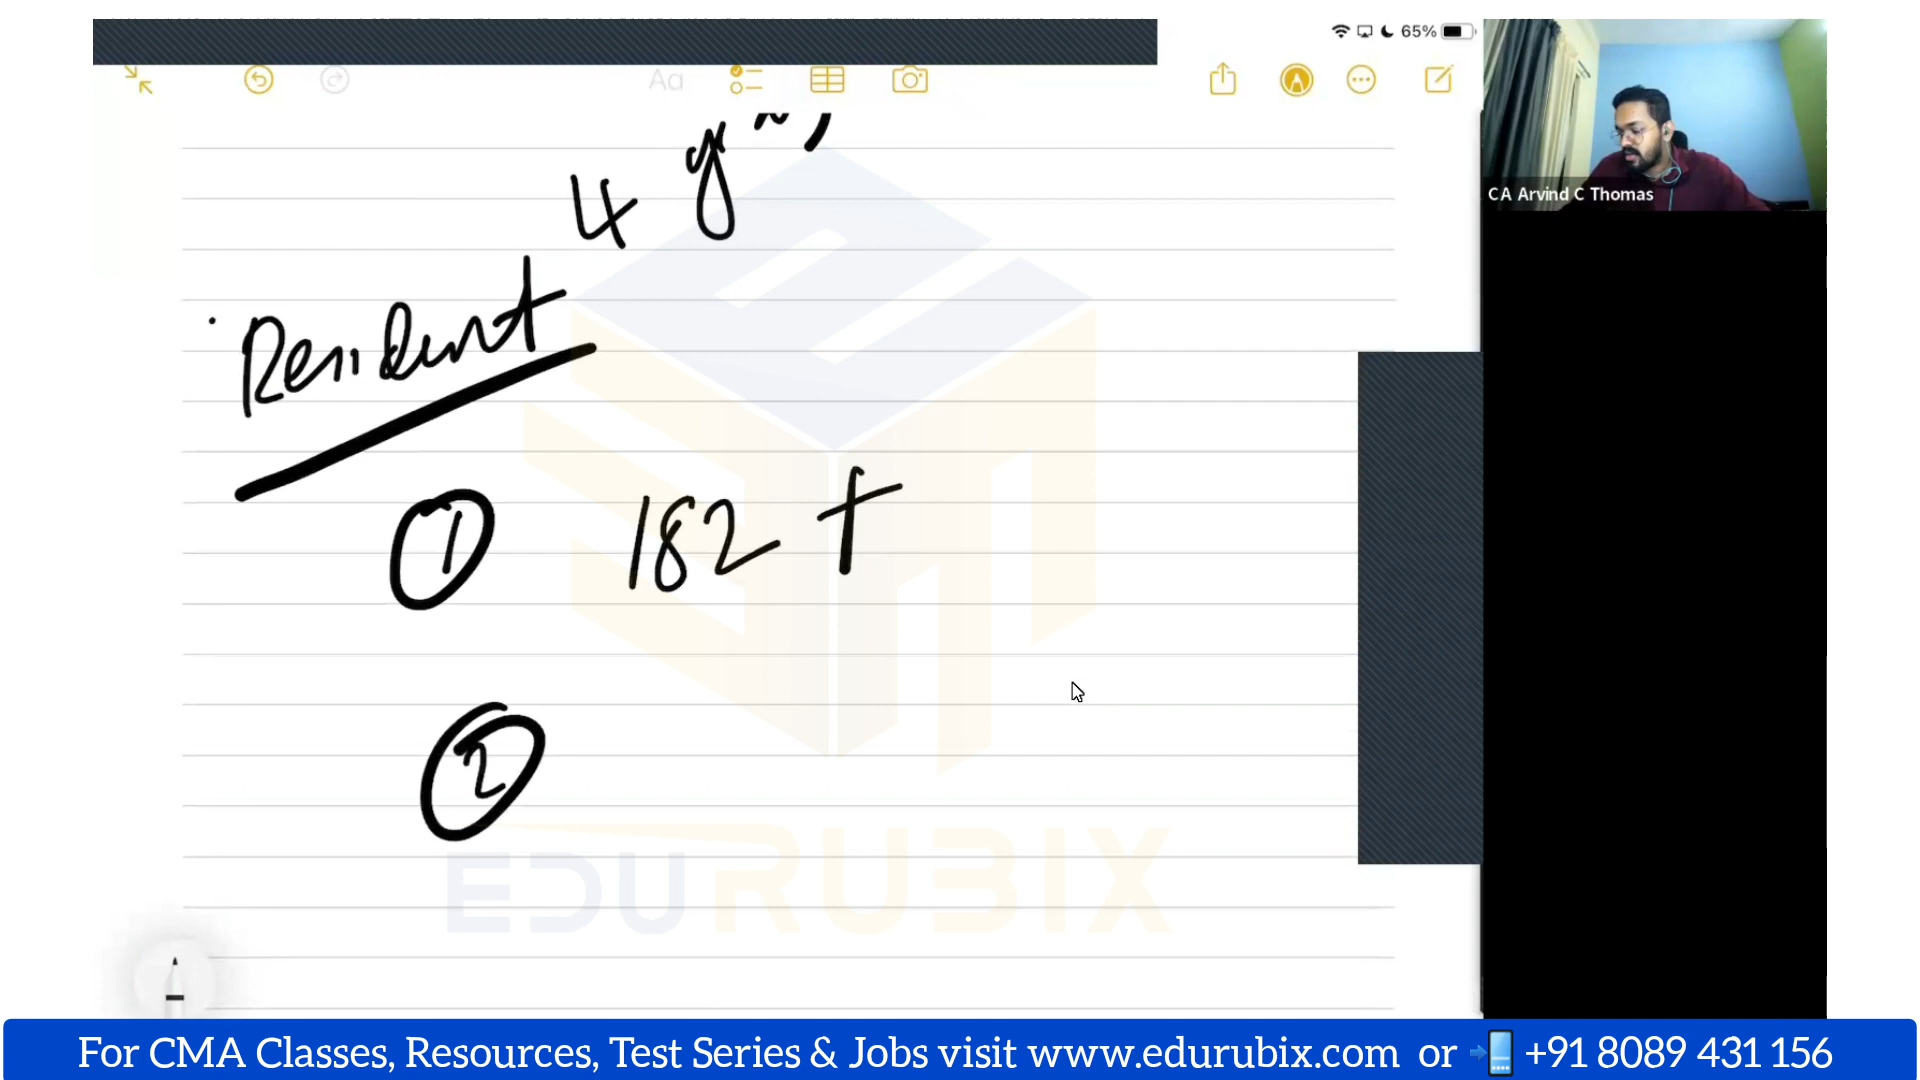 65%
Aa
4 yrs,
Resident
1 182 +
2
EDURUBIX
CA Arvind C Thomas
For CMA Classes, Resources, Test Series & Jobs visit www.edurubix.com or +91 8089 431 156